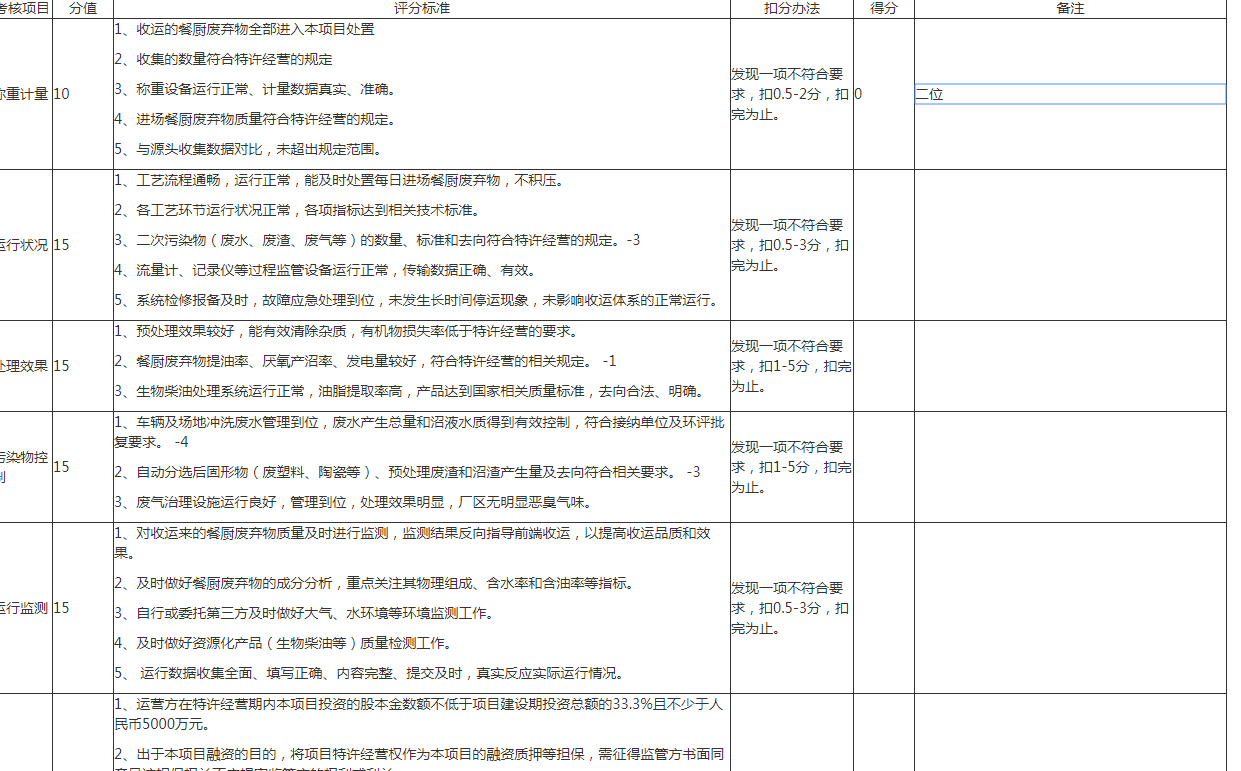 考核项目 分值 评分标准 扣分办法 得分 备注
称重计量 10
1、收运的餐厨废弃物全部进入本项目处置
2、收集的数量符合特许经营的规定
3、称重设备运行正常、计量数据真实、准确。
4、进场餐厨废弃物质量符合特许经营的规定。
5、与源头收集数据对比，未超出规定范围。
发现一项不符合要
求，扣0.5-2分，扣
完为止。
0
二位
运行状况 15
1、工艺流程通畅，运行正常，能及时处置每日进场餐厨废弃物，不积压。
2、各工艺环节运行状况正常，各项指标达到相关技术标准。
3、二次污染物（废水、废渣、废气等）的数量、标准和去向符合特许经营的规定。-3
4、流量计、记录仪等过程监管设备运行正常，传输数据正确、有效。
5、系统检修报备及时，故障应急处理到位，未发生长时间停运现象，未影响收运体系的正常运行。
发现一项不符合要
求，扣0.5-3分，扣
完为止。
处理效果 15
1、预处理效果较好，能有效清除杂质，有机物损失率低于特许经营的要求。
2、餐厨废弃物提油率、厌氧产沼率、发电量较好，符合特许经营的相关规定。 -1
3、生物柴油处理系统运行正常，油脂提取率高，产品达到国家相关质量标准，去向合法、明确。
发现一项不符合要
求，扣1-5分，扣完
为止。
污染物控
制
15
1、车辆及场地冲洗废水管理到位，废水产生总量和沼液水质得到有效控制，符合接纳单位及环评批
复要求。 -4
2、自动分选后固形物（废塑料、陶瓷等）、预处理废渣和沼渣产生量及去向符合相关要求。 -3
3、废气治理设施运行良好，管理到位，处理效果明显，厂区无明显恶臭气味。
发现一项不符合要
求，扣1-5分，扣完
为止。
运行监测 15
1、对收运来的餐厨废弃物质量及时进行监测，监测结果反向指导前端收运，以提高收运品质和效
果。
2、及时做好餐厨废弃物的成分分析，重点关注其物理组成、含水率和含油率等指标。
3、自行或委托第三方及时做好大气、水环境等环境监测工作。
4、及时做好资源化产品（生物柴油等）质量检测工作。
5、 运行数据收集全面、填写正确、内容完整、提交及时，真实反应实际运行情况。
发现一项不符合要
求，扣0.5-3分，扣
完为止。
1、运营方在特许经营期内本项目投资的股本金数额不低于项目建设期投资总额的33.3%且不少于人
民币5000万元。
2、出于本项目融资的目的，将项目特许经营权作为本项目的融资质押等担保，需征得监管方书面同